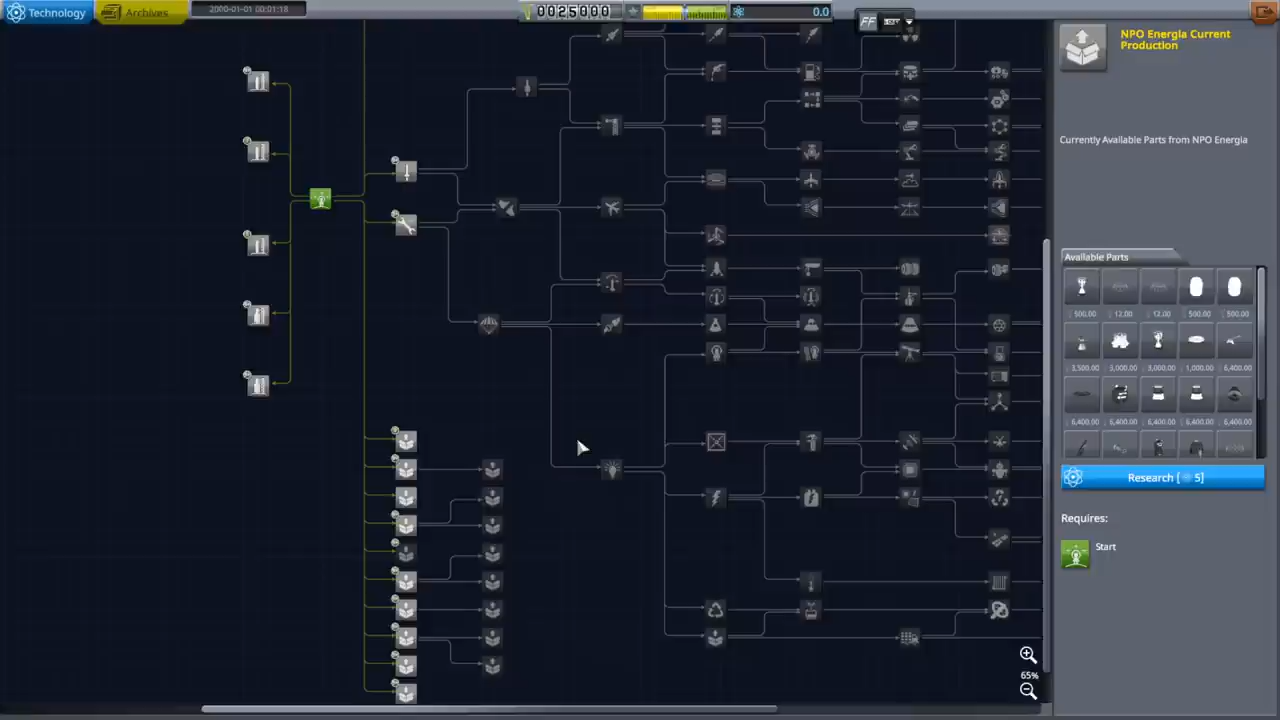 Technology
Archives
2000-01-01 00:01:18
0025000
0.0
FF
NPO Energia Current
Production
Currently Available Parts from NPO Energia
Available Parts
500.00 12.00 12.00 500.00 500.00
3,500.00 3,000.00 3,000.00 1,000.00 6,400.00
6,400.00 6,400.00 6,400.00 6,400.00 6,400.00
Research [ 5]
Requires:
Start
65%